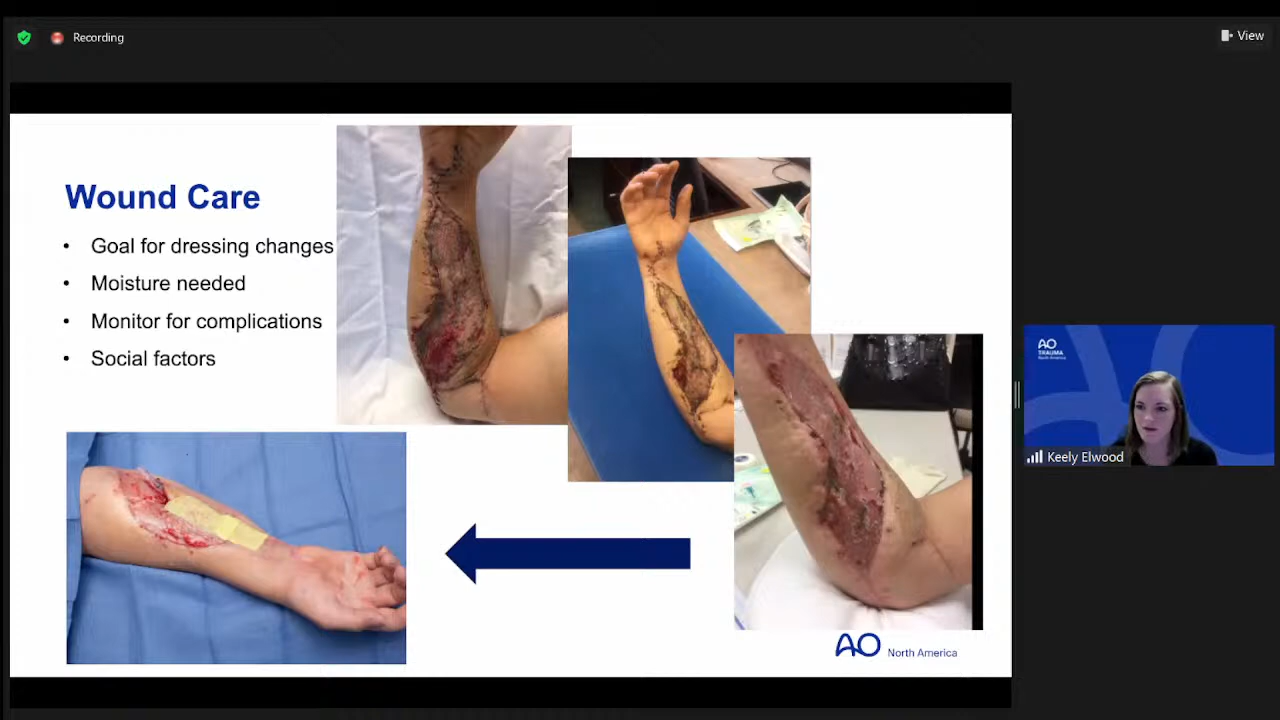 Recording
View
Wound Care
• Goal for dressing changes
• Moisture needed
• Monitor for complications
• Social factors
AO
TRAUMA
North America
Keely Elwood
AO North America